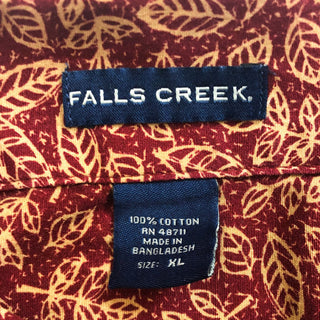 FALLS CREEK.
100% COTTON
RN 48711
MADE IN
BANGLADESH
SIZE: XL